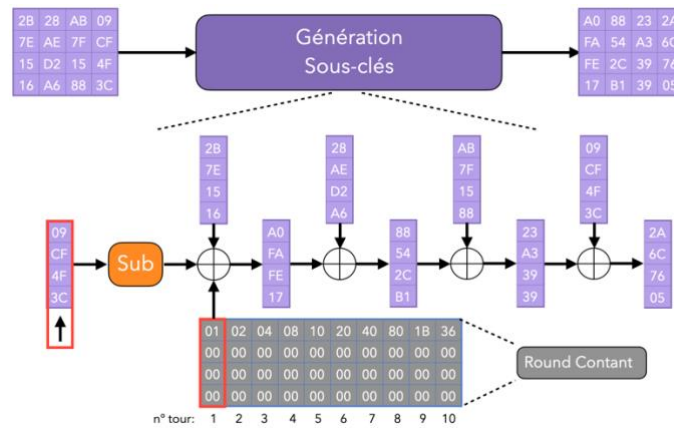 2B 28 AB 09
7E AE 7F CF
15 D2 15 4F
16 A6 88 3C
Génération
Sous-clés
A0 88 23 2A
FA 54 A3 6C
FE 2C 39 76
17 B1 39 05
2B
7E
15
16
28
AE
D2
A6
AB
7F
15
88
09
CF
4F
3C
09
CF
4F
3C
Sub
A0
FA
FE
17
88
54
2C
B1
23
A3
39
39
2A
6C
76
05
01 02 04 08 10 20 40 80 1B 36
00 00 00 00 00 00 00 00 00 00
00 00 00 00 00 00 00 00 00 00
00 00 00 00 00 00 00 00 00 00
Round Contant
n° tour: 1 2 3 4 5 6 7 8 9 10